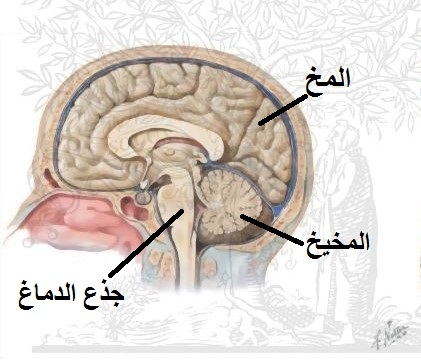 المخ
المخيخ
جذع الدماغ